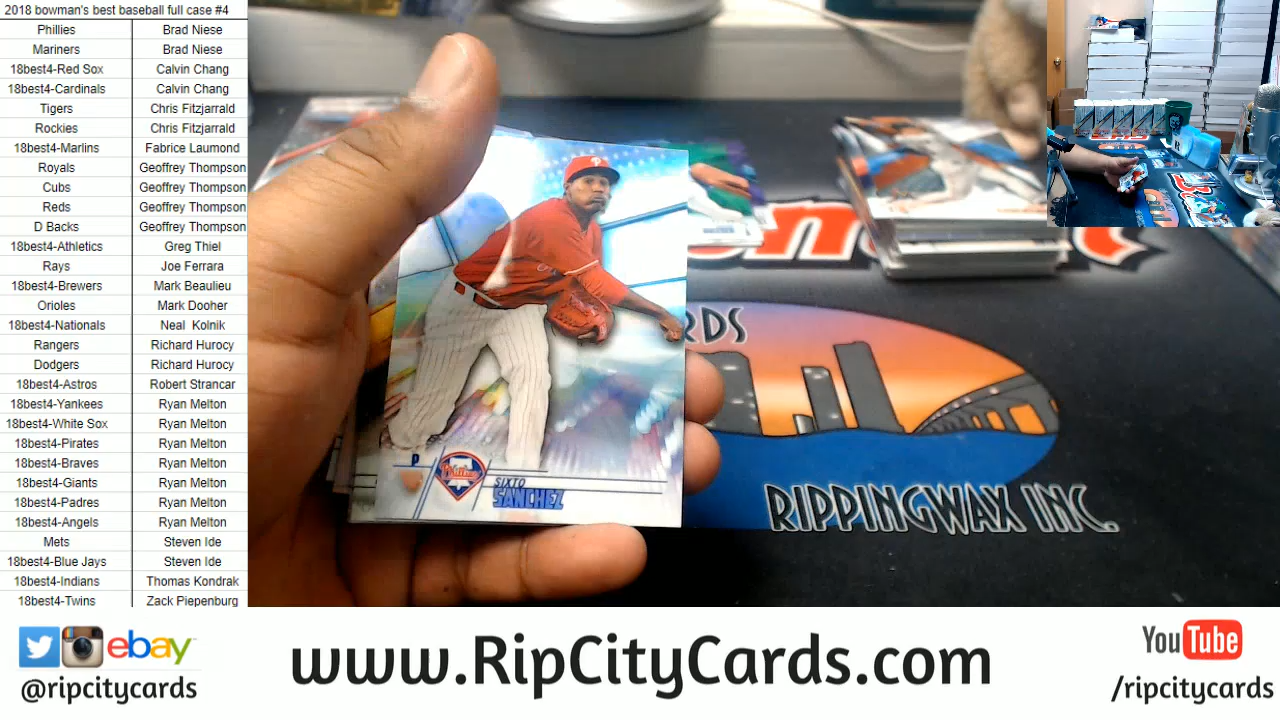 2018 bowman's best baseball full case #4
Phillies Brad Niese
Mariners Brad Niese
18best4-Red Sox Calvin Chang
18best4-Cardinals Calvin Chang
Tigers Chris Fitzjarrald
Rockies Chris Fitzjarrald
18best4-Marlins Fabrice Laumond
Royals Geoffrey Thompson
Cubs Geoffrey Thompson
Reds Geoffrey Thompson
D Backs Geoffrey Thompson
18best4-Athletics Greg Thiel
Rays Joe Ferrara
18best4-Brewers Mark Beaulieu
Orioles Mark Dooher
18best4-Nationals Neal Kolnik
Rangers Richard Hurocy
Dodgers Richard Hurocy
18best4-Astros Robert Strancar
18best4-Yankees Ryan Melton
18best4-White Sox Ryan Melton
18best4-Pirates Ryan Melton
18best4-Braves Ryan Melton
18best4-Giants Ryan Melton
18best4-Padres Ryan Melton
18best4-Angels Ryan Melton
Mets Steven Ide
18best4-Blue Jays Steven Ide
18best4-Indians Thomas Kondrak
18best4-Twins Zack Piepenburg
P
Phillies
SIXTO
SANCHEZ
RDS
RIPPINGWAX INC.
ebay
@ripcitycards
www.RipCityCards.com
YouTube
/ripcitycards